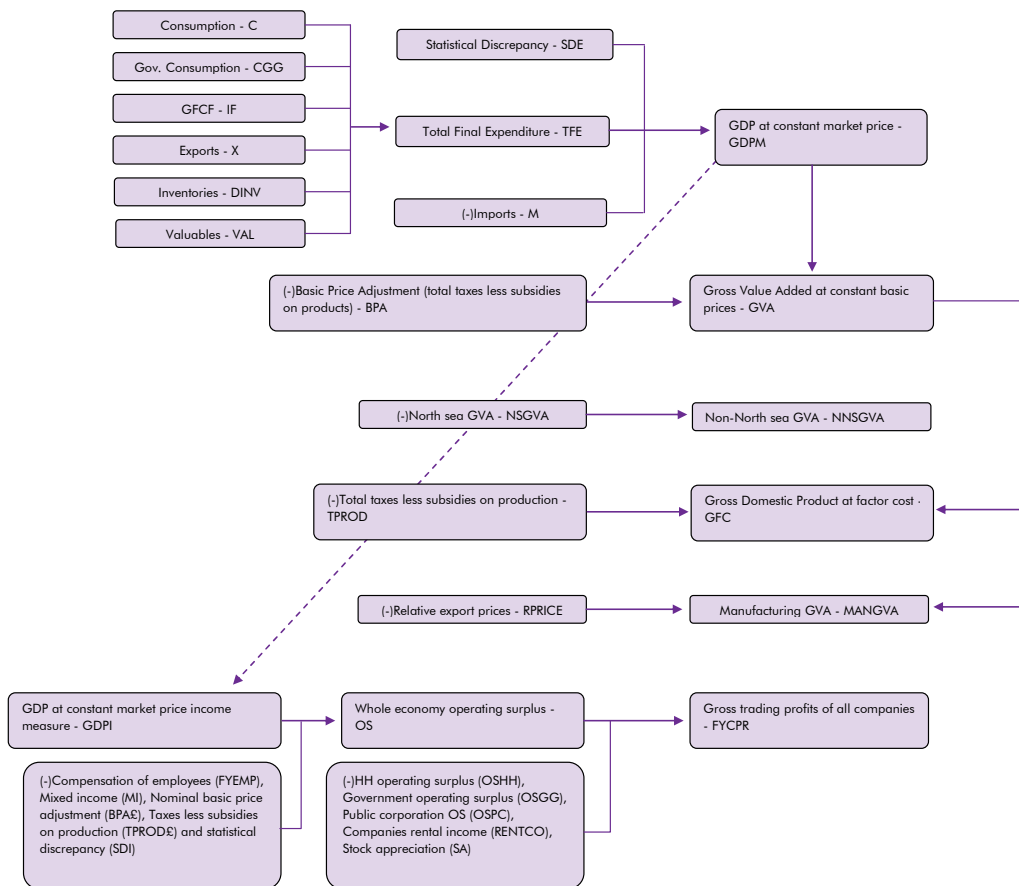 Consumption - C
Gov. Consumption - CGG
GFCF - IF
Exports - X
Inventories - DINV
Valuables - VAL
Statistical Discrepancy - SDE
Total Final Expenditure - TFE
(-)Imports - M
GDP at constant market price -
GDPM
(-)Basic Price Adjustment (total taxes less subsidies
on products) - BPA
Gross Value Added at constant basic
prices - GVA
(-)North sea GVA - NSGVA
Non-North sea GVA - NNSGVA
(-)Total taxes less subsidies on production -
TPROD
Gross Domestic Product at factor cost -
GFC
(-)Relative export prices - RPRICE
Manufacturing GVA - MANGVA
GDP at constant market price income
measure - GDPI
Whole economy operating surplus -
OS
Gross trading profits of all companies
- FYCPR
(-)Compensation of employees (FYEMP),
Mixed income (MI), Nominal basic price
adjustment (BPA£), Taxes less subsidies
on production (TPROD£) and statistical
discrepancy (SDI)
(-)HH operating surplus (OSHH),
Government operating surplus (OSGG),
Public corporation OS (OSPC),
Companies rental income (RENTCO),
Stock appreciation (SA)